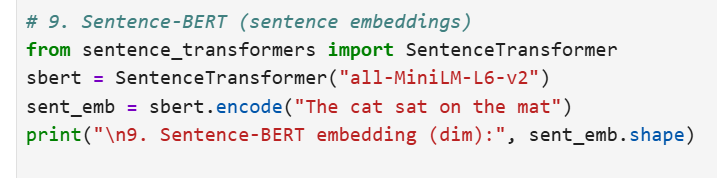 # 9. Sentence-BERT (sentence embeddings)
from sentence_transformers import SentenceTransformer
sbert = SentenceTransformer("all-MiniLM-L6-v2")
sent_emb = sbert.encode("The cat sat on the mat")
print("\n9. Sentence-BERT embedding (dim):", sent_emb.shape)